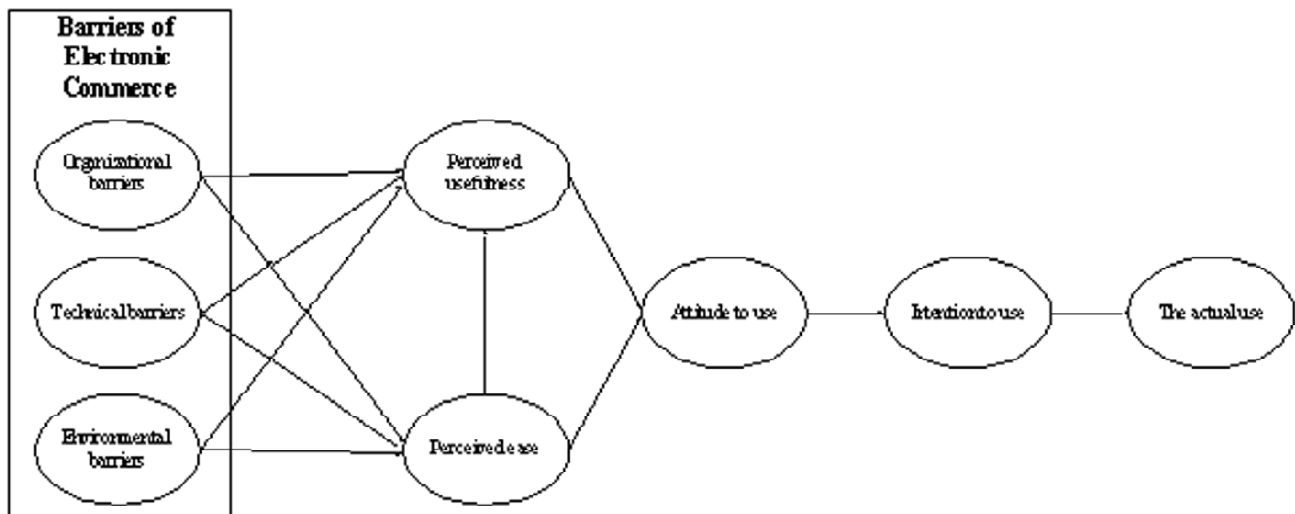 Barriers of
Electronic
Commerce
Organizational
barriers
Perceived
usefulness
Technical barriers
Attitude to use
Intention to use
The actual use
Environmental
barriers
Perceived ease